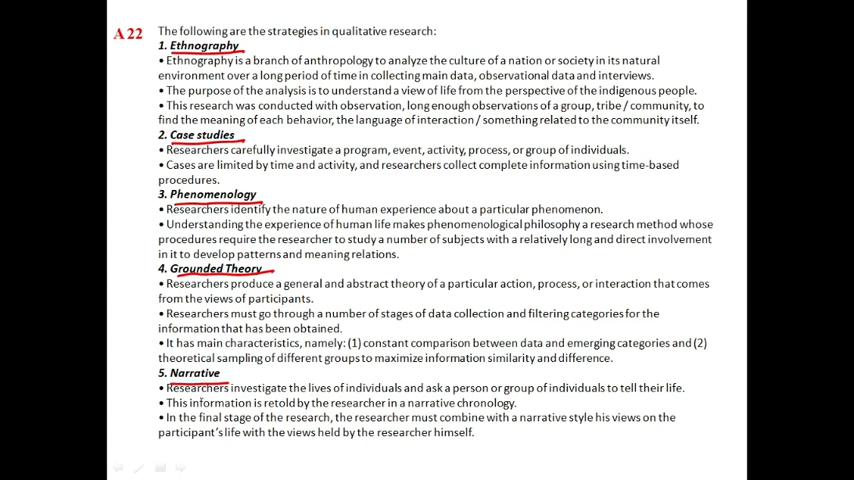 A 22
The following are the strategies in qualitative research:
1. Ethnography
• Ethnography is a branch of anthropology to analyze the culture of a nation or society in its natural
environment over a long period of time in collecting main data, observational data and interviews.
• The purpose of the analysis is to understand a view of life from the perspective of the indigenous people.
• This research was conducted with observation, long enough observations of a group, tribe / community, to
find the meaning of each behavior, the language of interaction / something related to the community itself.
2. Case studies
• Researchers carefully investigate a program, event, activity, process, or group of individuals.
• Cases are limited by time and activity, and researchers collect complete information using time-based
procedures.
3. Phenomenology
• Researchers identify the nature of human experience about a particular phenomenon.
• Understanding the experience of human life makes phenomenological philosophy a research method whose
procedures require the researcher to study a number of subjects with a relatively long and direct involvement
in it to develop patterns and meaning relations.
4. Grounded Theory
• Researchers produce a general and abstract theory of a particular action, process, or interaction that comes
from the views of participants.
• Researchers must go through a number of stages of data collection and filtering categories for the
information that has been obtained.
• It has main characteristics, namely: (1) constant comparison between data and emerging categories and (2)
theoretical sampling of different groups to maximize information similarity and difference.
5. Narrative
• Researchers investigate the lives of individuals and ask a person or group of individuals to tell their life.
• This information is retold by the researcher in a narrative chronology.
• In the final stage of the research, the researcher must combine with a narrative style his views on the
participant's life with the views held by the researcher himself.